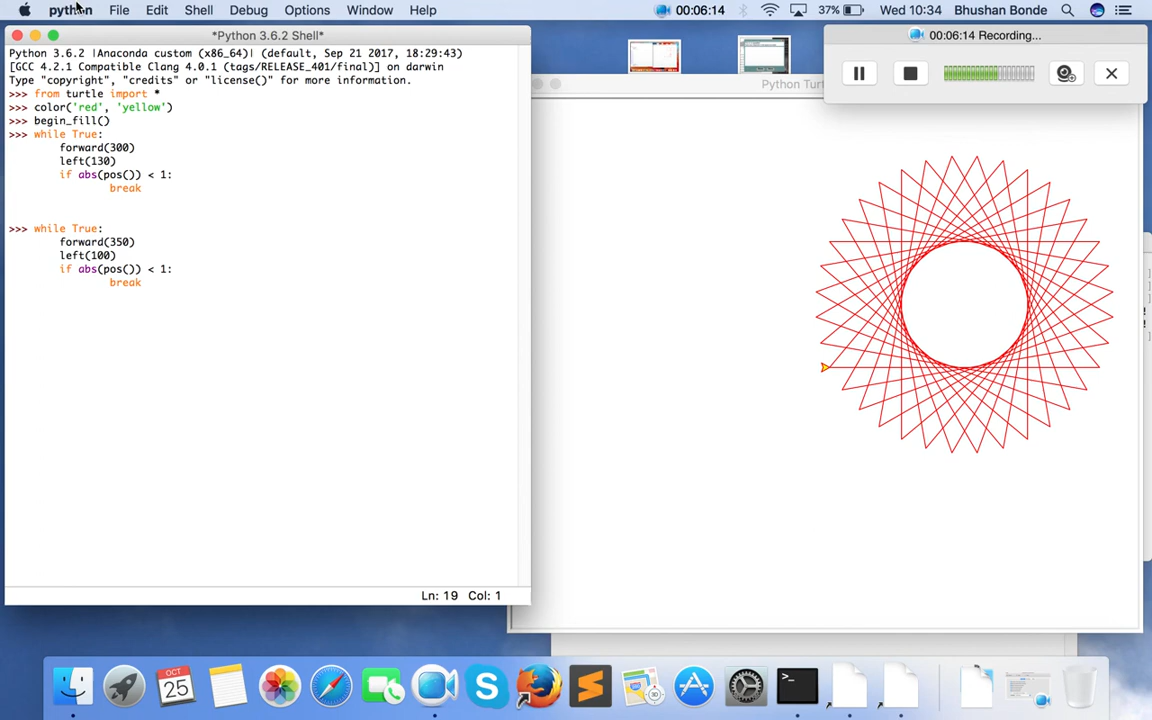 python File Edit Shell Debug Options Window Help 00:06:14 37% Wed 10:34 Bhushan Bonde
*Python 3.6.2 Shell*
Python 3.6.2 |Anaconda custom (x86_64)| (default, Sep 21 2017, 18:29:43)
[GCC 4.2.1 Compatible Clang 4.0.1 (tags/RELEASE_401/final)] on darwin
Type "copyright", "credits" or "license()" for more information.
>>> from turtle import *
>>> color('red', 'yellow')
>>> begin_fill()
>>> while True:
forward(300)
left(130)
if abs(pos()) < 1:
break
>>> while True:
forward(350)
left(100)
if abs(pos()) < 1:
break
Ln: 19 Col: 1
00:06:14 Recording...
Python Turt
OCT
25
S
>_